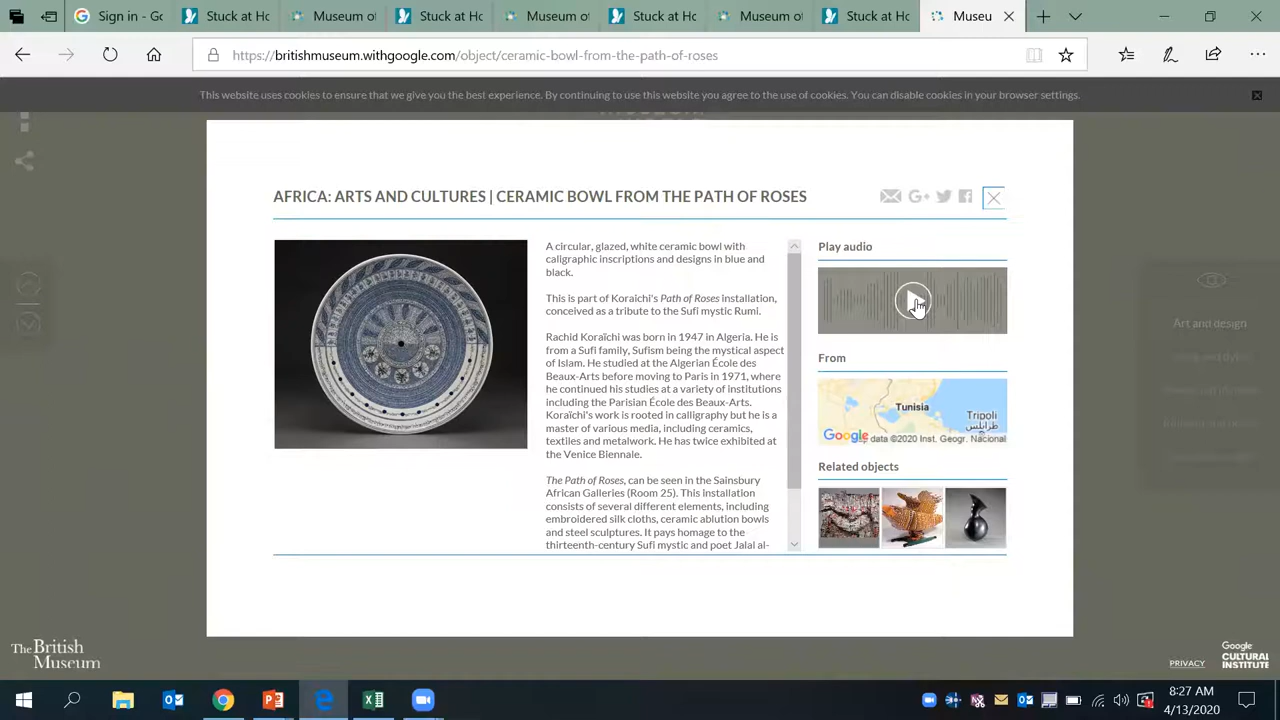 Sign in - Go
Stuck at Ho
Museum of
Stuck at Ho
Museum of
Stuck at Ho
Museum of
Stuck at Ho
Museu
https://britishmuseum.withgoogle.com/object/ceramic-bowl-from-the-path-of-roses
This website uses cookies to ensure that we give you the best experience. By continuing to use this website you agree to the use of cookies. You can disable cookies in your browser settings.
AFRICA: ARTS AND CULTURES | CERAMIC BOWL FROM THE PATH OF ROSES
A circular, glazed, white ceramic bowl with
caligraphic inscriptions and designs in blue and
black.
This is part of Koraichi's Path of Roses installation,
conceived as a tribute to the Sufi mystic Rumi.
Rachid Koraïchi was born in 1947 in Algeria. He is
from a Sufi family, Sufism being the mystical aspect
of Islam. He studied at the Algerian École des
Beaux-Arts before moving to Paris in 1971, where
he continued his studies at a variety of institutions
including the Parisian École des Beaux-Arts.
Koraïchi's work is rooted in calligraphy but he is a
master of various media, including ceramics,
textiles and metalwork. He has twice exhibited at
the Venice Biennale.
The Path of Roses, can be seen in the Sainsbury
African Galleries (Room 25). This installation
consists of several different elements, including
embroidered silk cloths, ceramic ablution bowls
and steel sculptures. It pays homage to the
thirteenth-century Sufi mystic and poet Jalal al-
Play audio
From
Tunisia
Tripoli
طرابلس
Google
data ©2020 Inst. Geogr. Nacional
Related objects
Art and design
The British
Museum
PRIVACY
Google
CULTURAL
INSTITUTE
8:27 AM
4/13/2020